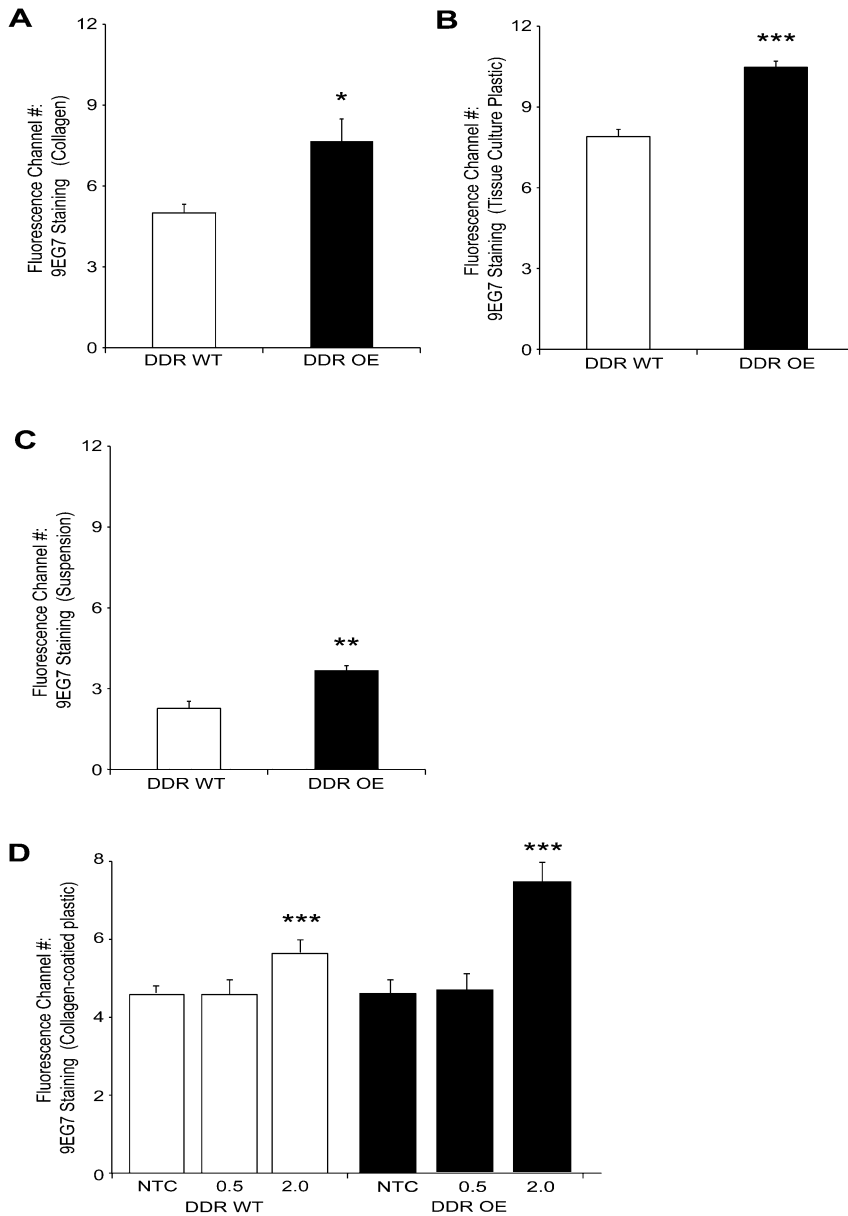 A
12
9
6
3
0
Fluorescence Channel #:
9EG7 Staining (Collagen)
*
DDR WT
DDR OE
B
12
9
6
3
0
Fluorescence Channel #:
9EG7 Staining (Tissue Culture Plastic)
***
DDR WT
DDR OE
C
12
9
6
3
0
Fluorescence Channel #:
9EG7 Staining (Suspension)
**
DDR WT
DDR OE
D
8
6
4
2
0
Fluorescence Channel #:
9EG7 Staining (Collagen-coatied plastic)
***
***
NTC 0.5 2.0 NTC 0.5 2.0
DDR WT
DDR OE